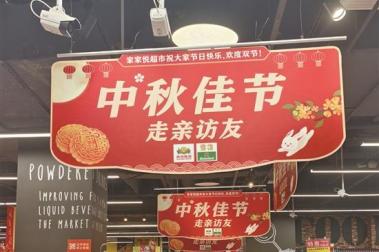 家家悦超市祝大家节日快乐,欢度双节!
中秋佳节
走亲访友
POWDERE
IMPROVING F
LIQUID BEVE
THE MARKET
中秋佳节
走亲访友